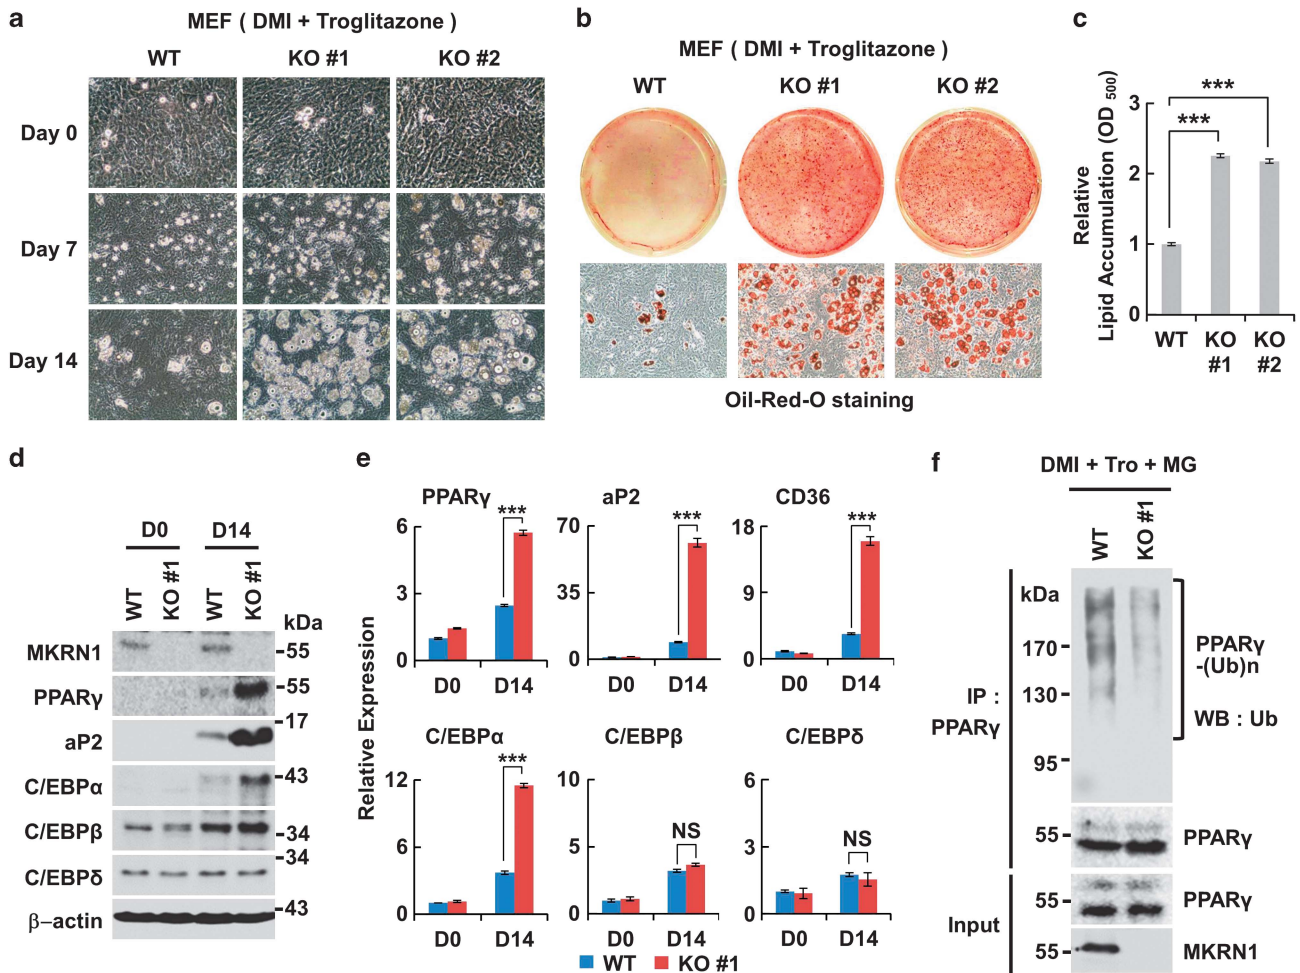 a
MEF ( DMI + Troglitazone )
WT KO #1 KO #2
Day 0
Day 7
Day 14
b
MEF ( DMI + Troglitazone )
WT KO #1 KO #2
Oil-Red-O staining
c
Relative
Lipid Accumulation (OD 500)
3
2
1
0
*** 
***
WT KO #1 KO #2
d
D0 D14
WT KO #1 WT KO #1
kDa
MKRN1 55
PPARγ 55
17
aP2
C/EBPα 43
C/EBPβ 34
34
C/EBPδ
β–actin 43
e
Relative Expression
PPARγ
6
3
0
***
D0 D14
aP2
70
35
0
***
D0 D14
CD36
18
9
0
***
D0 D14
C/EBPα
12
6
0
***
D0 D14
C/EBPβ
10
5
0
NS
D0 D14
C/EBPδ
6
3
0
NS
D0 D14
WT KO #1
f
DMI + Tro + MG
WT KO #1
kDa
170
130
95
PPARγ
-(Ub)n
WB : Ub
IP :
PPARγ
55 PPARγ
Input
55 PPARγ
55 MKRN1